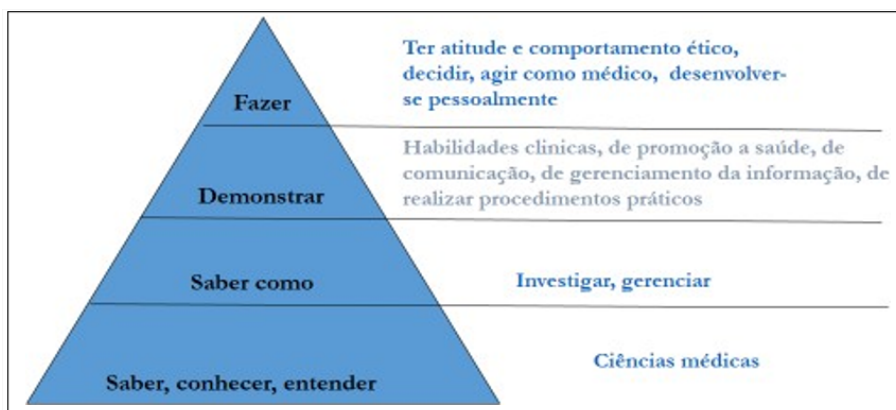 Ter atitude e comportamento ético,
decidir, agir como médico, desenvolver-
se pessoalmente
Fazer
Habilidades clinicas, de promoção a saúde, de
comunicação, de gerenciamento da informação, de
realizar procedimentos práticos
Demonstrar
Saber como
Investigar, gerenciar
Ciências médicas
Saber, conhecer, entender